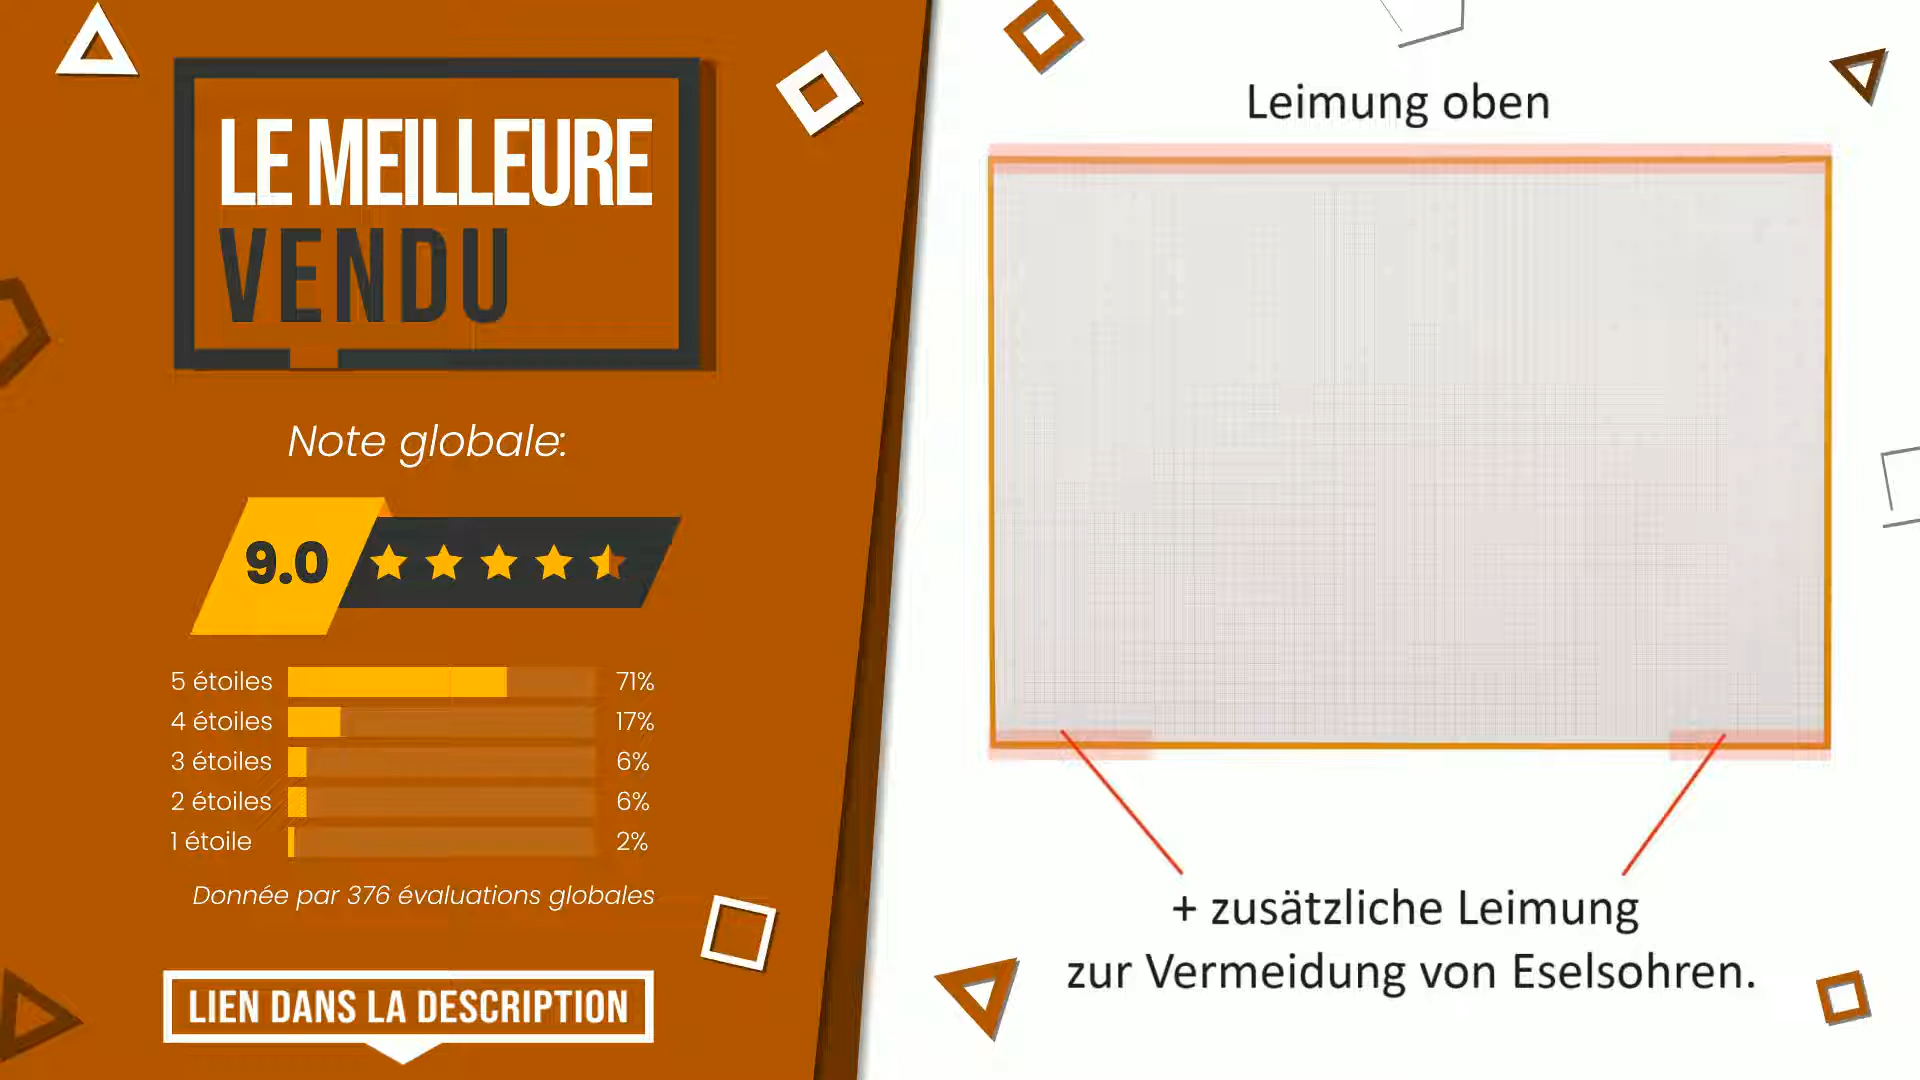 LE MEILLEURE
VENDU
Note globale:
9.0
5 étoiles 71%
4 étoiles 17%
3 étoiles 6%
2 étoiles 6%
1 étoile 2%
Donnée par 376 évaluations globales
LIEN DANS LA DESCRIPTION
Leimung oben
+ zusätzliche Leimung
zur Vermeidung von Eselsohren.